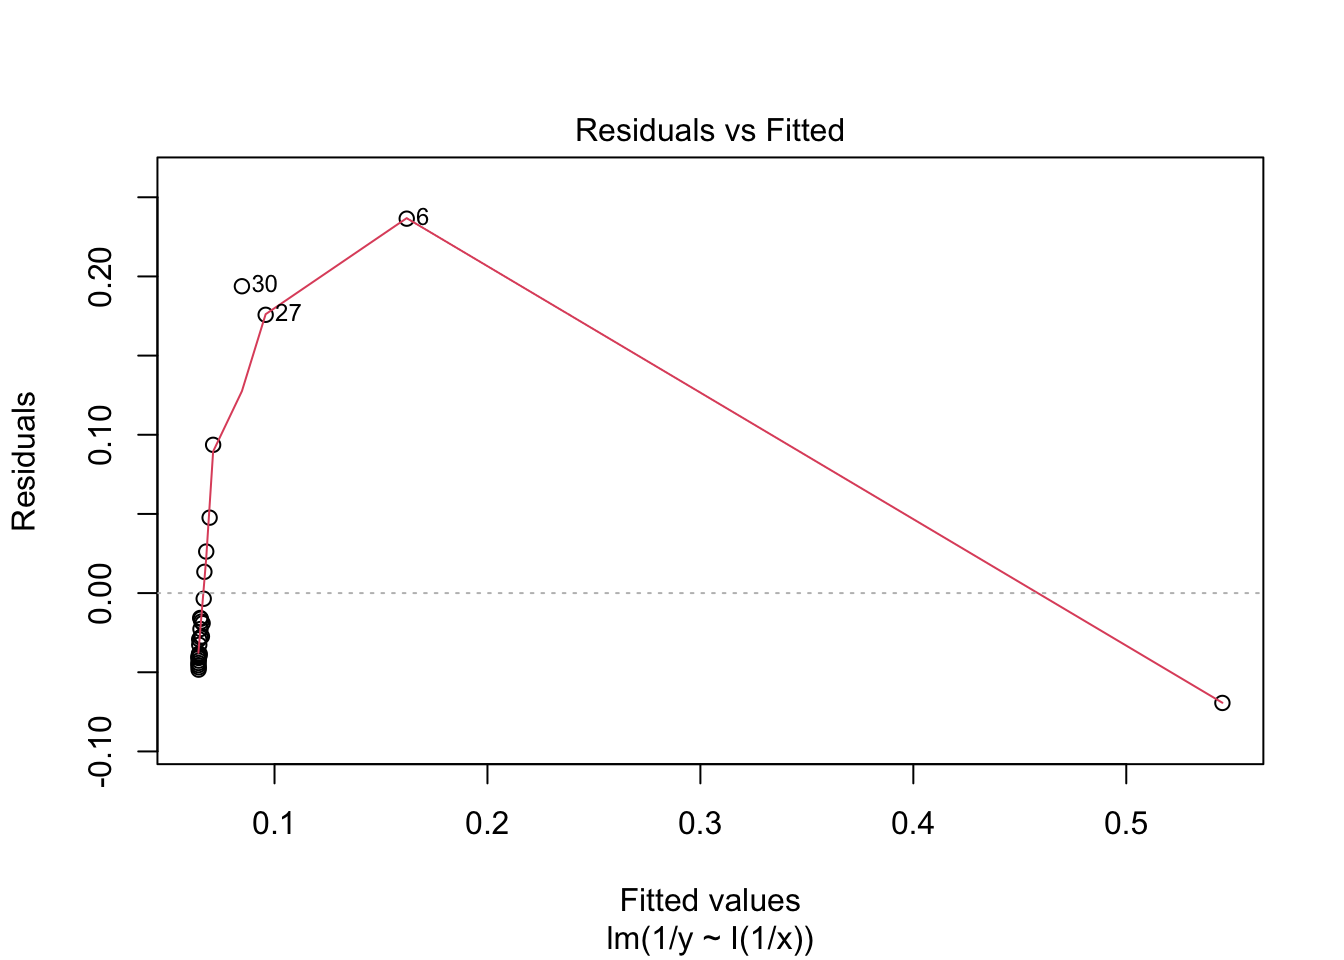 Residuals vs Fitted
Residuals
0.20
0.10
0.00
-0.10
6
30
27
0.1 0.2 0.3 0.4 0.5
Fitted values
lm(1/y ~ I(1/x))